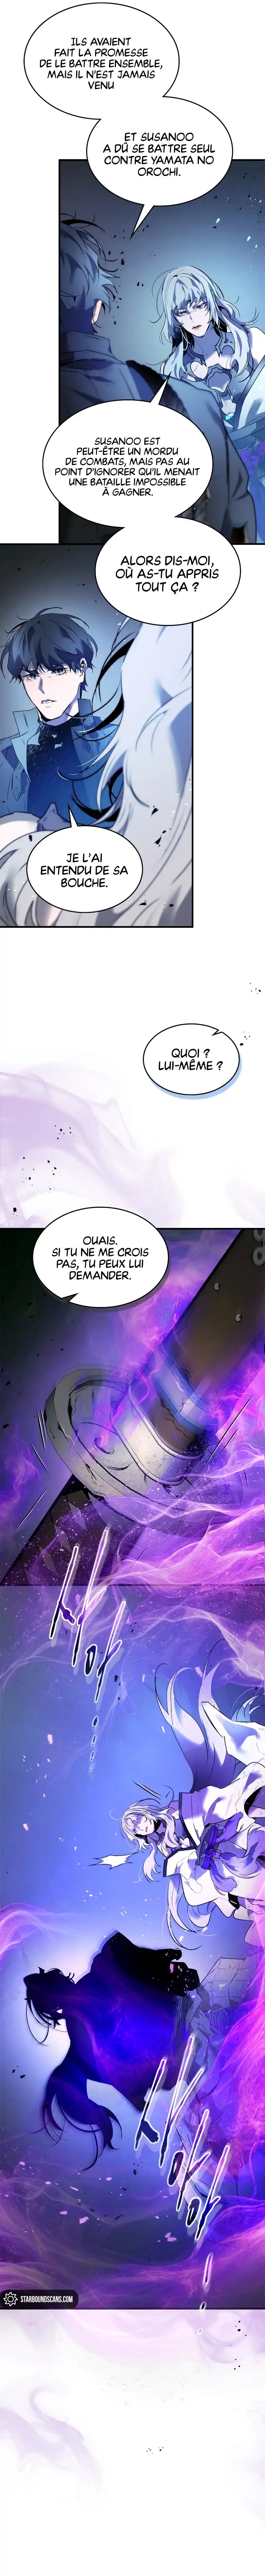 ILS AVAIENT
FAIT LA PROMESSE
DE LE BATTRE ENSEMBLE,
MAIS IL N'EST JAMAIS
VENU
ET SUSANOO
A DÛ SE BATTRE SEUL
CONTRE YAMATA NO
OROCHI.
SUSANOO EST
PEUT-ÊTRE UN MORDU
DE COMBATS, MAIS PAS AU
POINT D'IGNORER QU'IL MENAIT
UNE BATAILLE IMPOSSIBLE
À GAGNER.
ALORS DIS-MOI,
OÙ AS-TU APPRIS
TOUT ÇA ?
JE L'AI
ENTENDU DE SA
BOUCHE.
QUOI ?
LUI-MÊME ?
OUAIS.
SI TU NE ME CROIS
PAS, TU PEUX LUI
DEMANDER.
STARBOUNDSCANS.COM